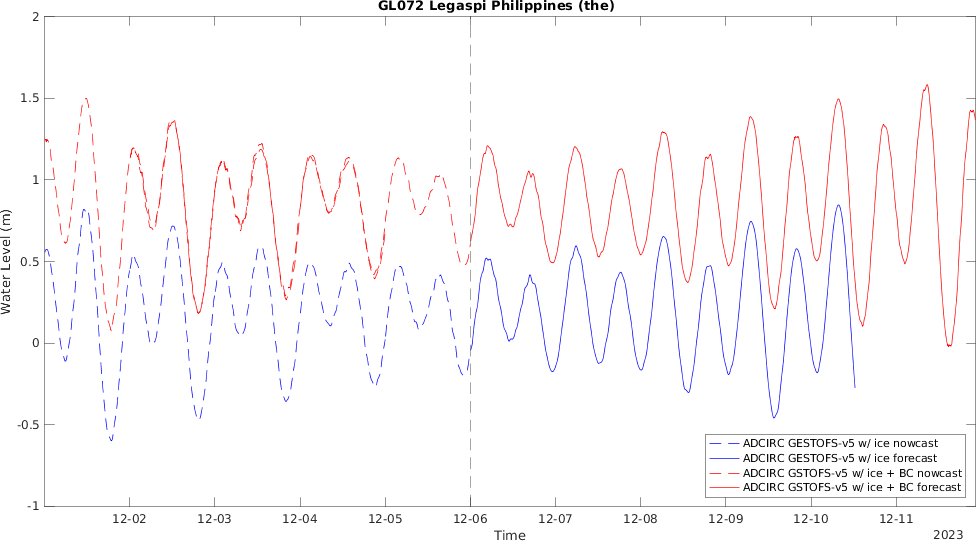 GL072 Legaspi Philippines (the)
2
1.5
1
0.5
0
-0.5
-1
Water Level (m)
12-02 12-03 12-04 12-05 12-06 12-07 12-08 12-09 12-10 12-11
Time
2023
ADCIRC GESTOFS-v5 w/ ice nowcast
ADCIRC GESTOFS-v5 w/ ice forecast
ADCIRC GSTOFS-v5 w/ ice + BC nowcast
ADCIRC GSTOFS-v5 w/ ice + BC forecast